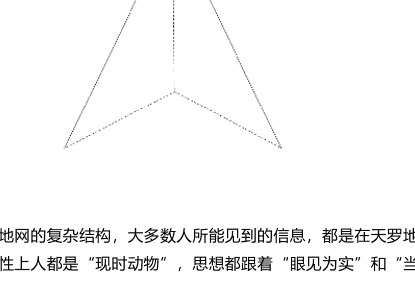 地网的复杂结构，大多数人所能见到的信息，都是在天罗地
性上人都是“现时动物”，思想都跟着“眼见为实”和“当